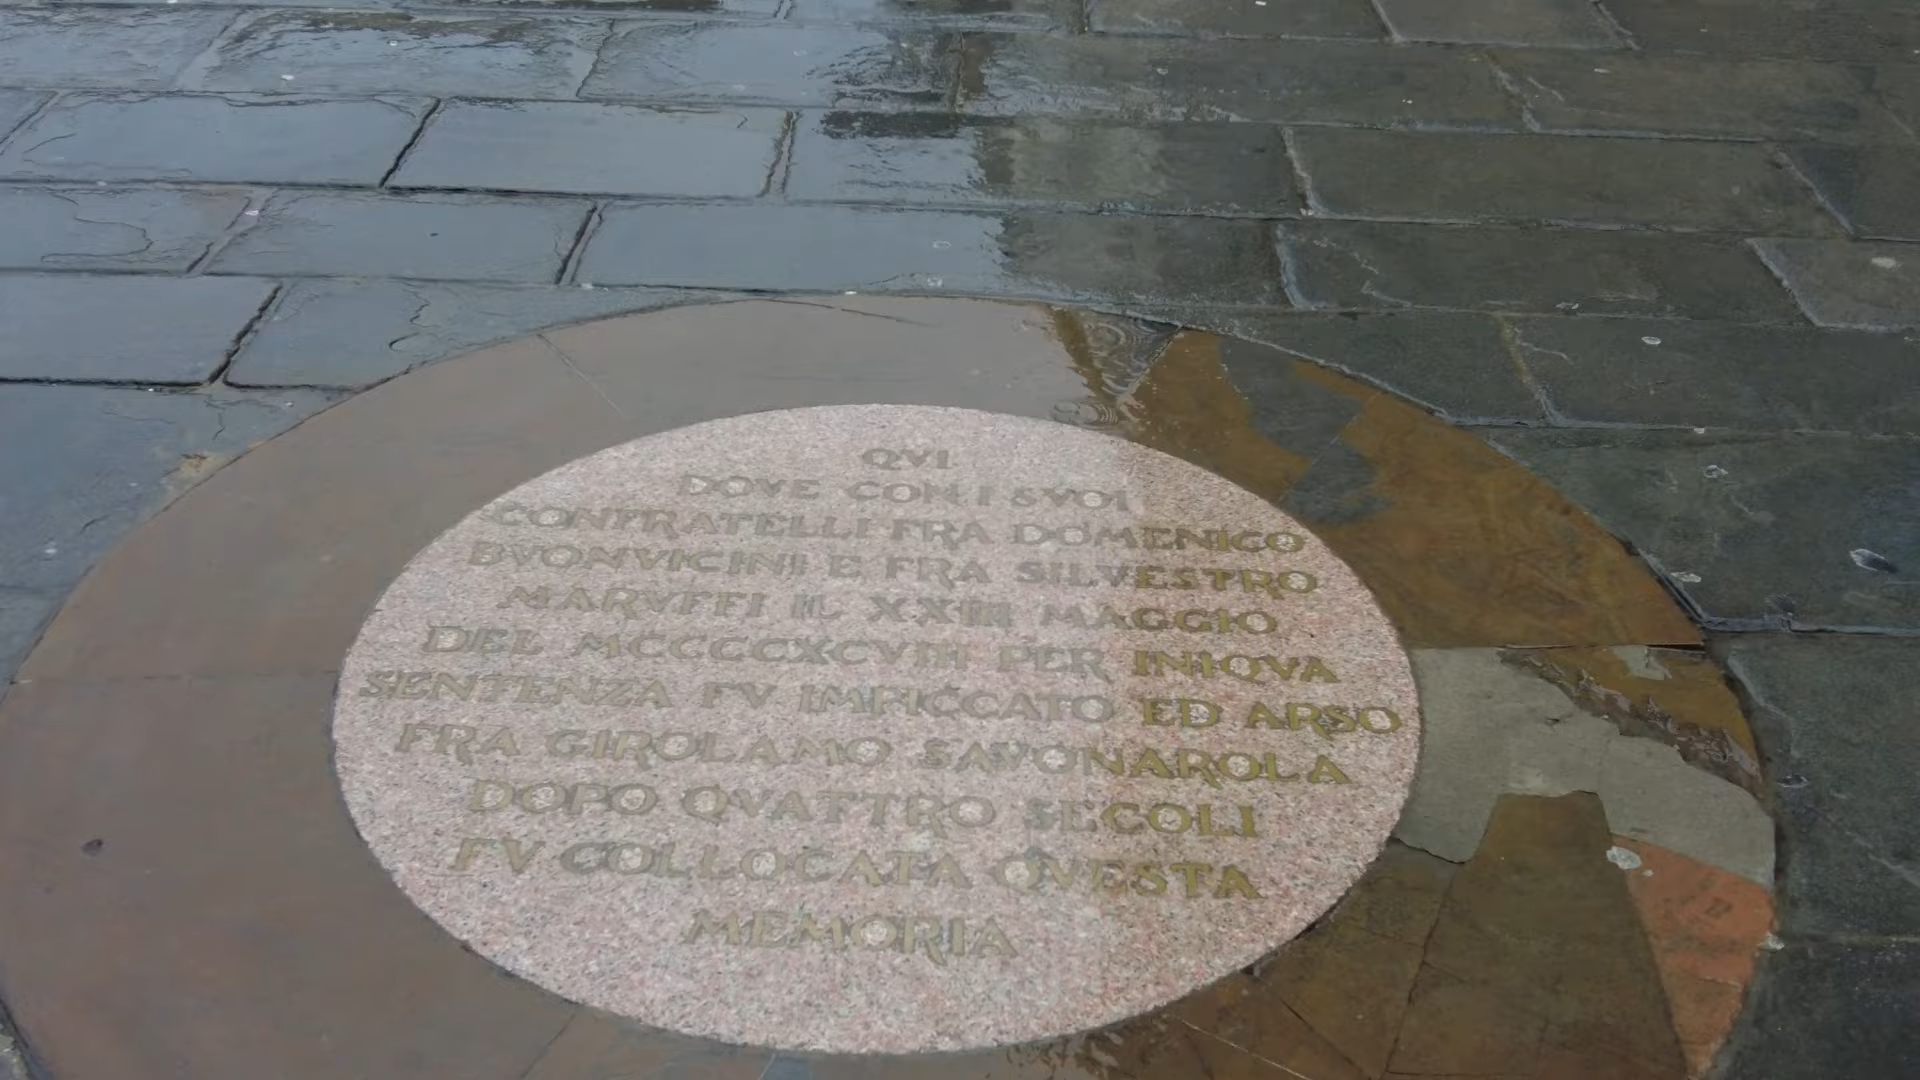 QVI
DOVE CON I SVOI
CONFRATELLI FRA DOMENICO
BVONVICINI E FRA SILVESTRO
MARVFFI IL XXIII MAGGIO
DEL MCCCCXCVIII PER INIQVA
SENTENZA FV IMPICCATO ED ARSO
FRA GIROLAMO SAVONAROLA
DOPO QVATTRO SECOLI
FV COLLOCATA QVESTA
MEMORIA